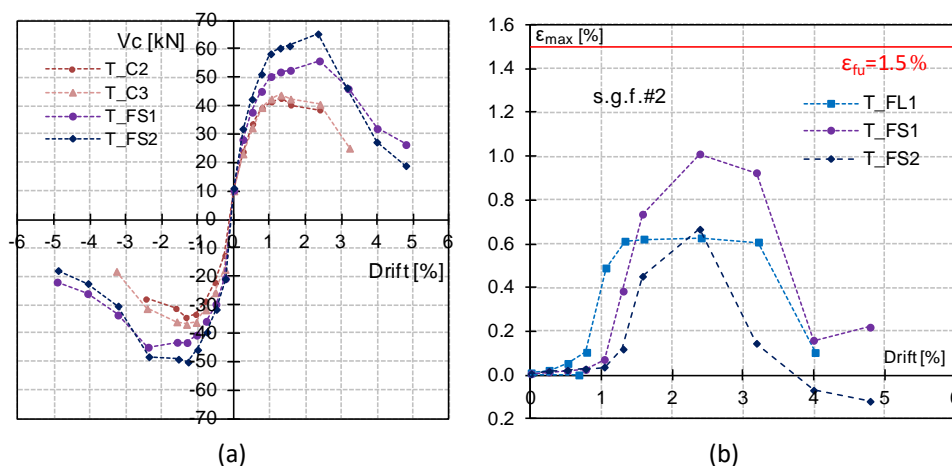 Vc [kN]
T_C2
T_C3
T_FS1
T_FS2
70
60
50
40
30
20
10
0
-10
-20
-30
-40
-50
-60
-70
-6 -5 -4 -3 -2 -1 0 1 2 3 4 5 6
Drift [%]
(a)
εmax [%]
εfu=1.5%
s.g.f.#2
T_FL1
T_FS1
T_FS2
1.6
1.4
1.2
1.0
0.8
0.6
0.4
0.2
0.0
0.2
0 1 2 3 4 5 6
Drift [%]
(b)